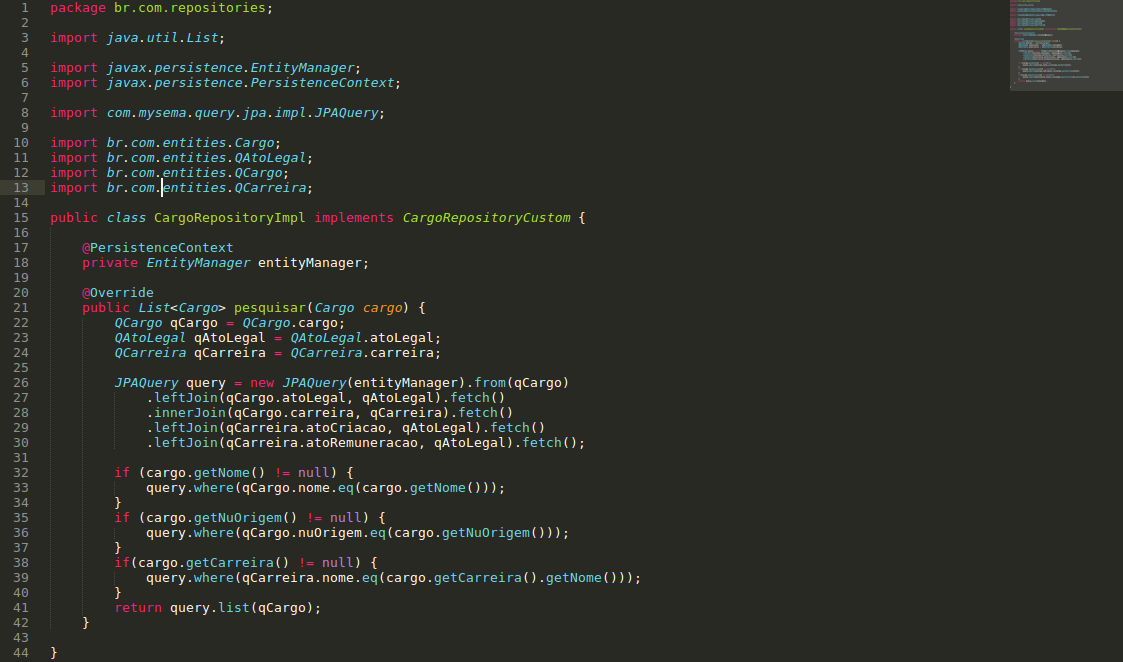 1 package br.com.repositories;
2
3 import java.util.List;
4
5 import javax.persistence.EntityManager;
6 import javax.persistence.PersistenceContext;
7
8 import com.mysema.query.jpa.impl.JPAQuery;
9
10 import br.com.entities.Cargo;
11 import br.com.entities.QAtoLegal;
12 import br.com.entities.QCargo;
13 import br.com.entities.QCarreira;
14
15 public class CargoRepositoryImpl implements CargoRepositoryCustom {
16
17     @PersistenceContext
18     private EntityManager entityManager;
19
20     @Override
21     public List<Cargo> pesquisar(Cargo cargo) {
22         QCargo qCargo = QCargo.cargo;
23         QAtoLegal qAtoLegal = QAtoLegal.atoLegal;
24         QCarreira qCarreira = QCarreira.carreira;
25
26         JPAQuery query = new JPAQuery(entityManager).from(qCargo)
27             .leftJoin(qCargo.atoLegal, qAtoLegal).fetch()
28             .innerJoin(qCargo.carreira, qCarreira).fetch()
29             .leftJoin(qCarreira.atoCriacao, qAtoLegal).fetch()
30             .leftJoin(qCarreira.atoRemuneracao, qAtoLegal).fetch();
31
32         if (cargo.getNome() != null) {
33             query.where(qCargo.nome.eq(cargo.getNome()));
34         }
35         if (cargo.getNuOrigem() != null) {
36             query.where(qCargo.nuOrigem.eq(cargo.getNuOrigem()));
37         }
38         if(cargo.getCarreira() != null) {
39             query.where(qCarreira.nome.eq(cargo.getCarreira().getNome()));
40         }
41         return query.list(qCargo);
42     }
43
44 }